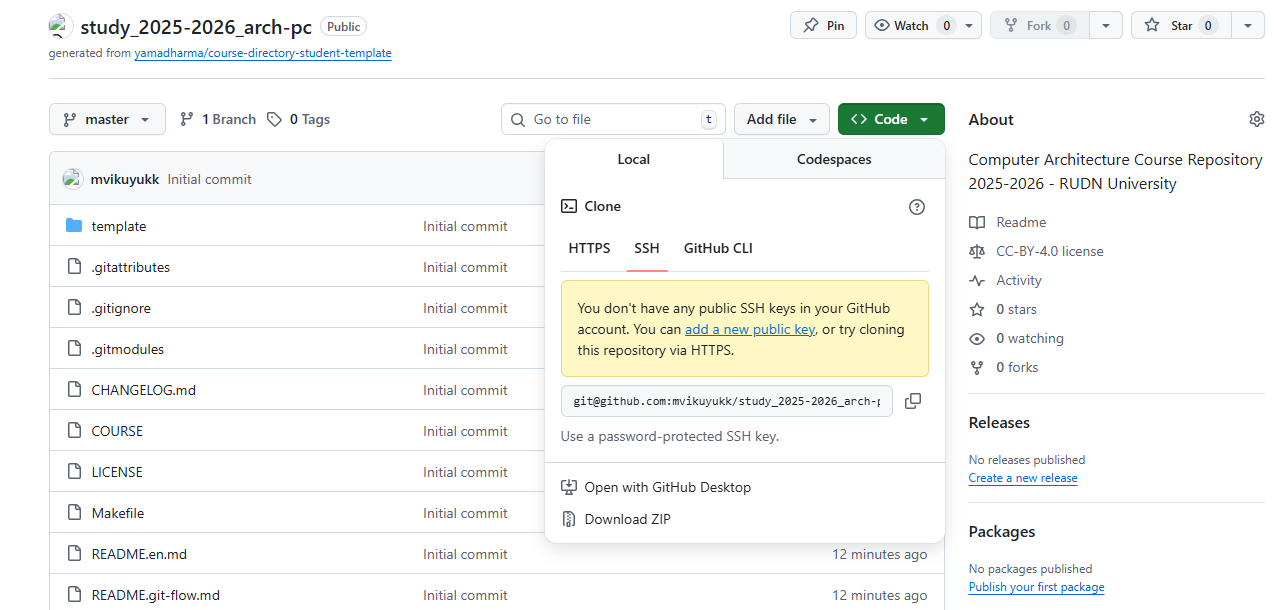 study_2025-2026_arch-pc Public
Pin
Watch 0
Fork 0
Star 0
generated from yamadharma/course-directory-student-template
master
1 Branch
0 Tags
Go to file t
Add file
Code
Local
Codespaces
Clone
HTTPS SSH GitHub CLI
You don't have any public SSH keys in your GitHub
account. You can add a new public key, or try cloning
this repository via HTTPS.
git@github.com:mvikuyukk/study_2025-2026_arch-p
Use a password-protected SSH key.
Open with GitHub Desktop
Download ZIP
mvikuyukk Initial commit
template Initial commit
.gitattributes Initial commit
.gitignore Initial commit
.gitmodules Initial commit
CHANGELOG.md Initial commit
COURSE Initial commit
LICENSE Initial commit
Makefile Initial commit
README.en.md Initial commit 12 minutes ago
README.git-flow.md Initial commit 12 minutes ago
About
Computer Architecture Course Repository
2025-2026 - RUDN University
Readme
CC-BY-4.0 license
Activity
0 stars
0 watching
0 forks
Releases
No releases published
Create a new release
Packages
No packages published
Publish your first package